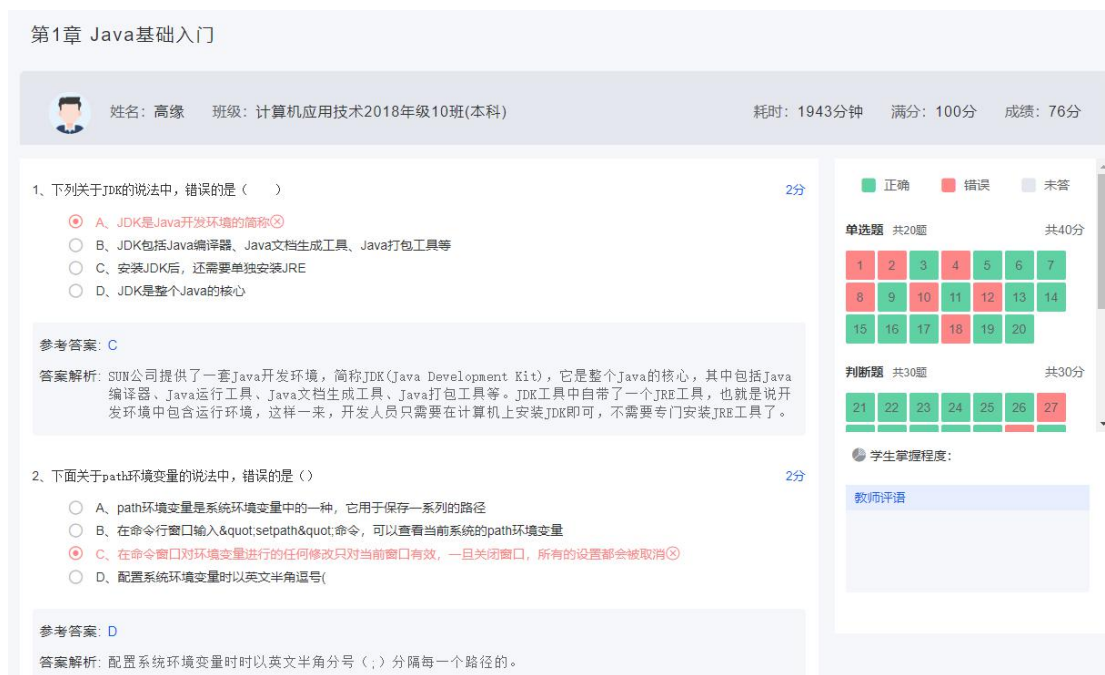 第1章 Java基础入门
姓名：高缘 班级：计算机应用技术2018年级10班(本科) 耗时：1943分钟 满分：100分 成绩：76分
1、下列关于JDK的说法中，错误的是（ ） 2分
A、JDK是Java开发环境的简称
B、JDK包括Java编译器、Java文档生成工具、Java打包工具等
C、安装JDK后，还需要单独安装JRE
D、JDK是整个Java的核心
参考答案：C
答案解析：SUN公司提供了一套Java开发环境，简称JDK(Java Development Kit)，它是整个Java的核心，其中包括Java
编译器、Java运行工具、Java文档生成工具、Java打包工具等。JDK工具中自带了一个JRE工具，也就是说开
发环境中包含运行环境，这样一来，开发人员只需要在计算机上安装JDK即可，不需要专门安装JRE工具了。
2、下面关于path环境变量的说法中，错误的是（） 2分
A、path环境变量是系统环境变量中的一种，它用于保存一系列的路径
B、在命令行窗口输入&quot;setpath&quot;命令，可以查看当前系统的path环境变量
C、在命令窗口对环境变量进行的任何修改只对当前窗口有效，一旦关闭窗口，所有的设置都会被取消
D、配置系统环境变量时以英文半角逗号(
参考答案：D
答案解析：配置系统环境变量时时以英文半角分号（;）分隔每一个路径的。
正确 错误 未答
单选题 共20题 共40分
1 2 3 4 5 6 7
8 9 10 11 12 13 14
15 16 17 18 19 20
判断题 共30题 共30分
21 22 23 24 25 26 27
学生掌握程度：
教师评语